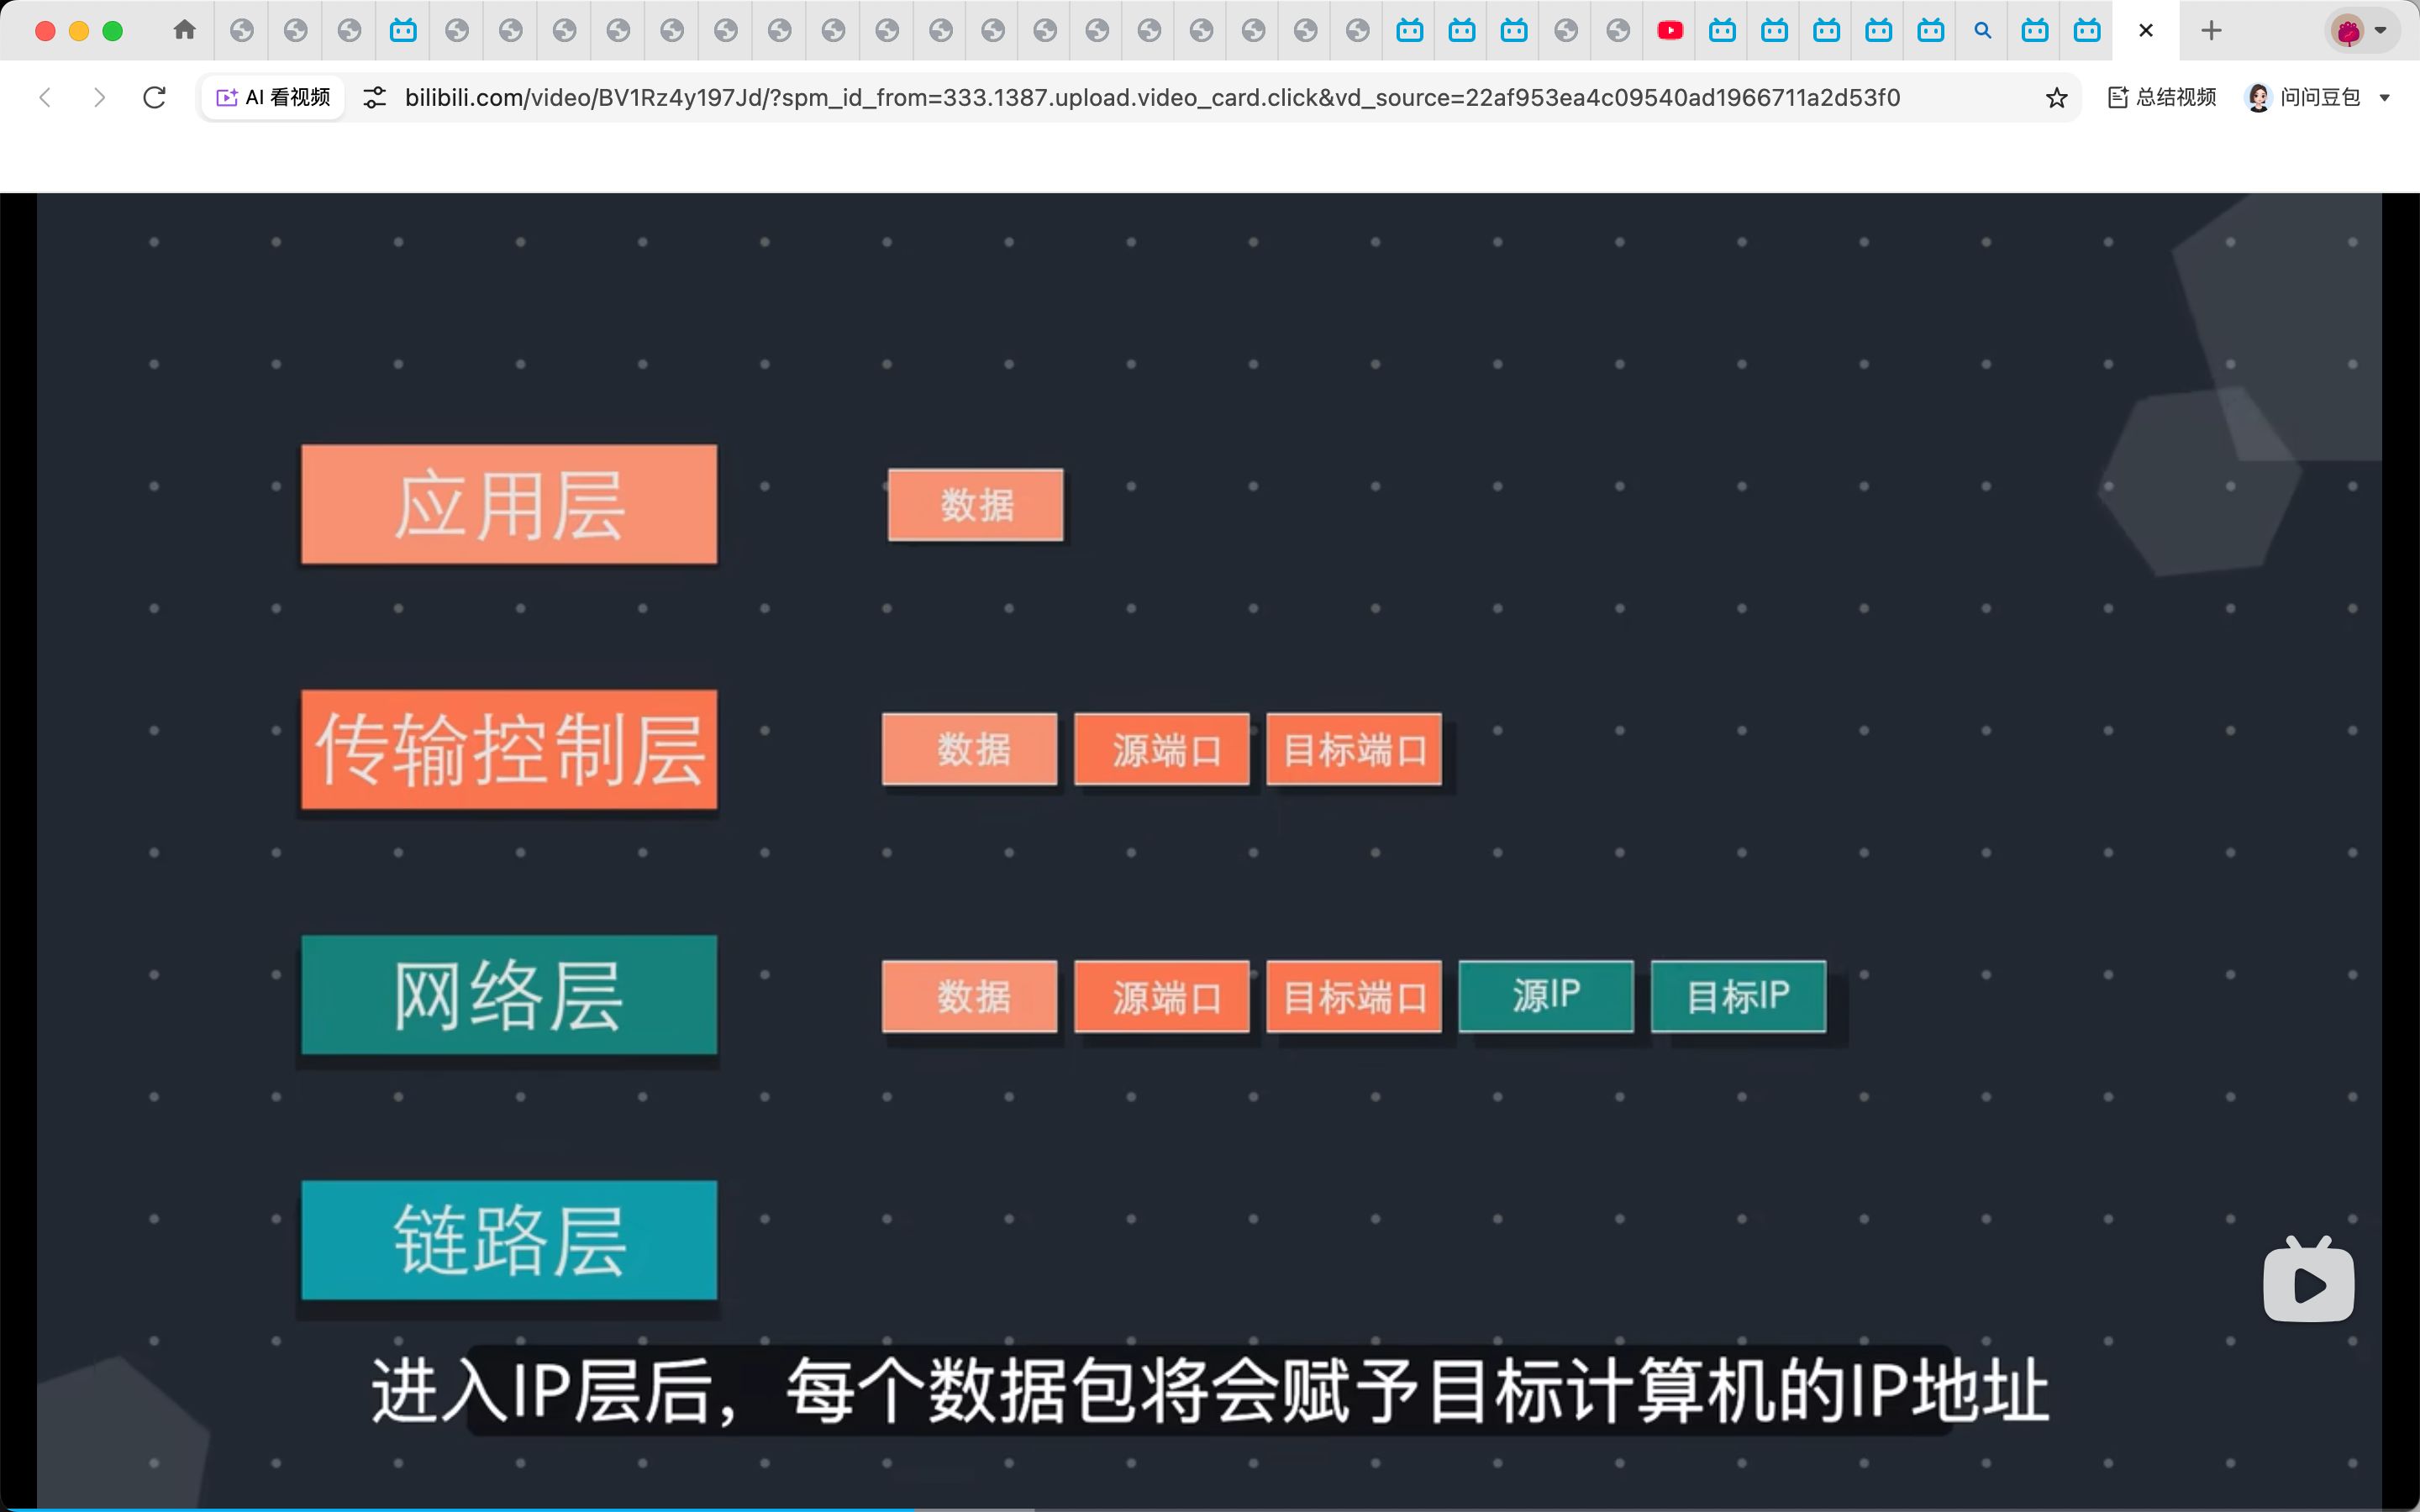 AI 看视频
bilibili.com/video/BV1Rz4y197Jd/?spm_id_from=333.1387.upload.video_card.click&vd_source=22af953ea4c09540ad1966711a2d53f0
总结视频
问问豆包
应用层
数据
传输控制层
数据 源端口 目标端口
网络层
数据 源端口 目标端口 源IP 目标IP
链路层
进入IP层后，每个数据包将会赋予目标计算机的IP地址